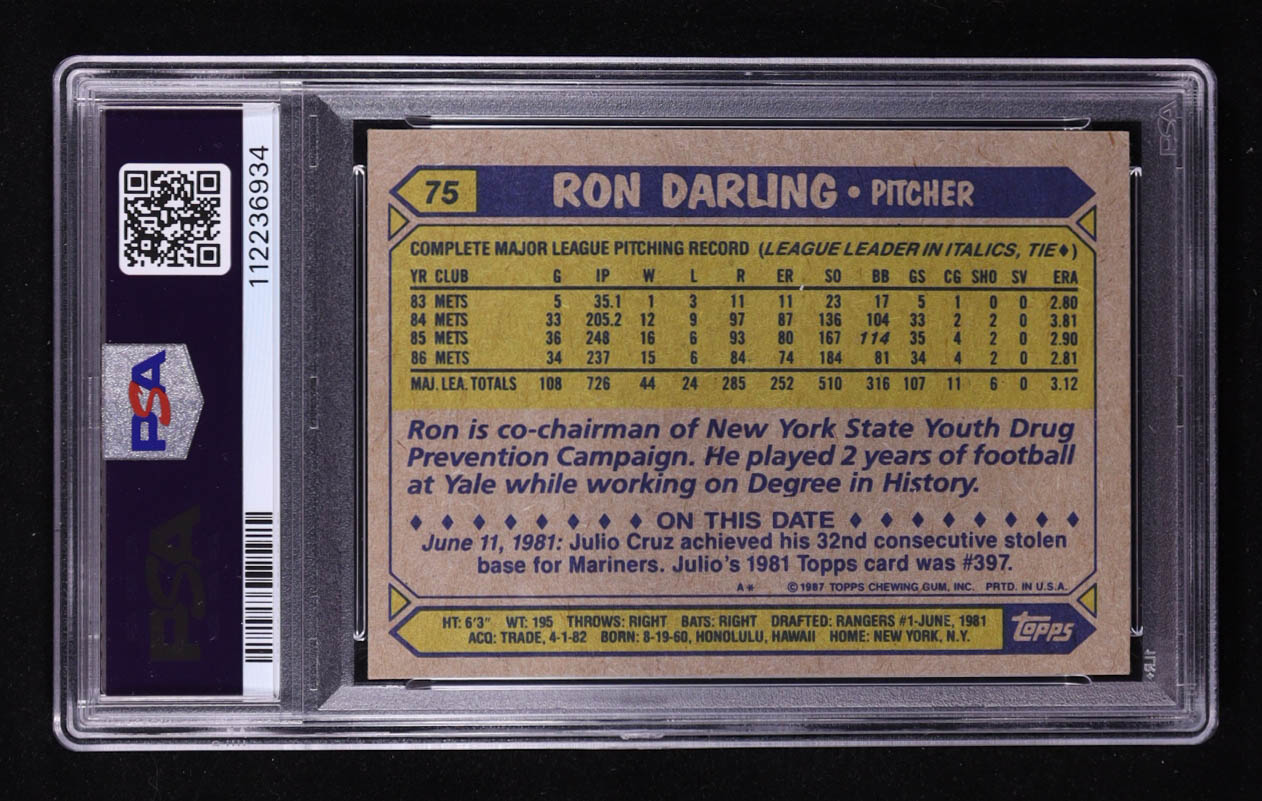 112236934
PSA
PSA
PSA
75 RON DARLING • PITCHER
COMPLETE MAJOR LEAGUE PITCHING RECORD (LEAGUE LEADER IN ITALICS, TIE♦)
YR CLUB G IP W L R ER SO BB GS CG SHO SV ERA
83 METS 5 35.1 1 3 11 11 23 17 5 1 0 0 2.80
84 METS 33 205.2 12 9 97 87 136 104 33 2 2 0 3.81
85 METS 36 248 16 6 93 80 167 114 35 4 2 0 2.90
86 METS 34 237 15 6 84 74 184 81 34 4 2 0 2.81
MAJ. LEA. TOTALS 108 726 44 24 285 252 510 316 107 11 6 0 3.12
Ron is co-chairman of New York State Youth Drug
Prevention Campaign. He played 2 years of football
at Yale while working on Degree in History.
♦ ♦ ♦ ♦ ♦ ♦ ♦ ♦ ON THIS DATE ♦ ♦ ♦ ♦ ♦ ♦ ♦ ♦
June 11, 1981: Julio Cruz achieved his 32nd consecutive stolen
base for Mariners. Julio's 1981 Topps card was #397.
A* © 1987 TOPPS CHEWING GUM, INC. PRTD. IN U.S.A.
HT: 6'3" WT: 195 THROWS: RIGHT BATS: RIGHT DRAFTED: RANGERS #1-JUNE, 1981
ACQ: TRADE, 4-1-82 BORN: 8-19-60, HONOLULU, HAWAII HOME: NEW YORK, N.Y.
TOPPS